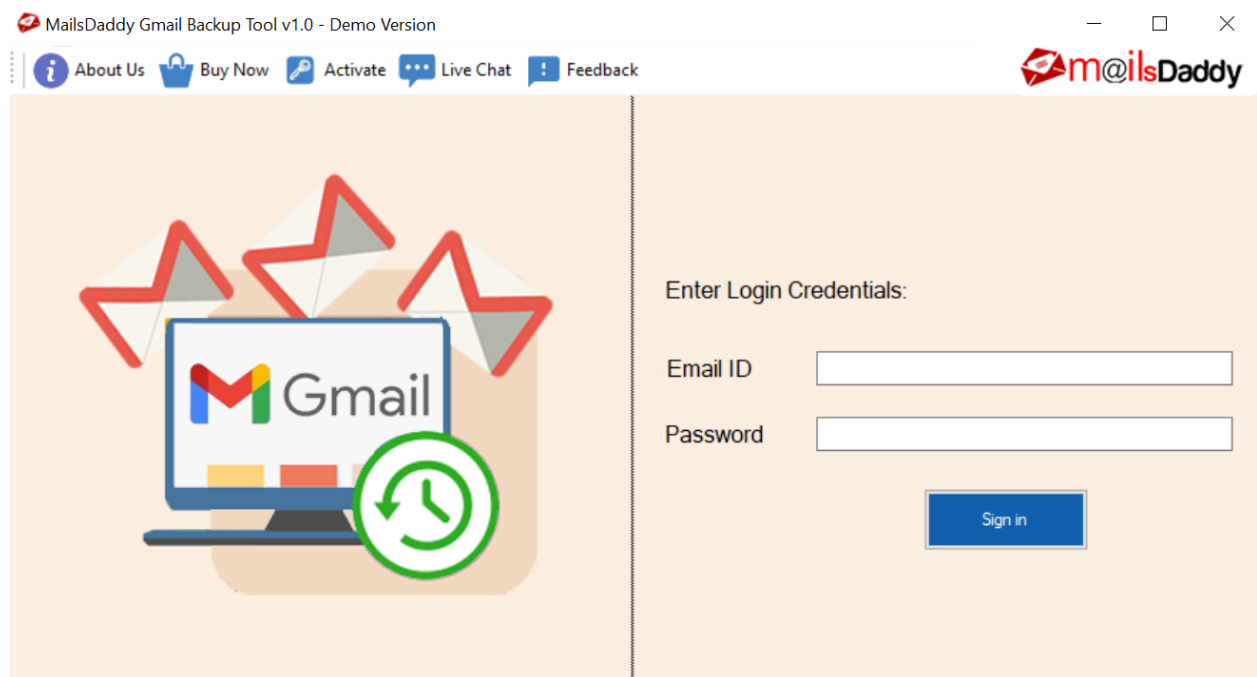 MailsDaddy Gmail Backup Tool v1.0 - Demo Version
About Us Buy Now Activate Live Chat Feedback
m@ilsDaddy
Gmail
Enter Login Credentials:
Email ID
Password
Sign in